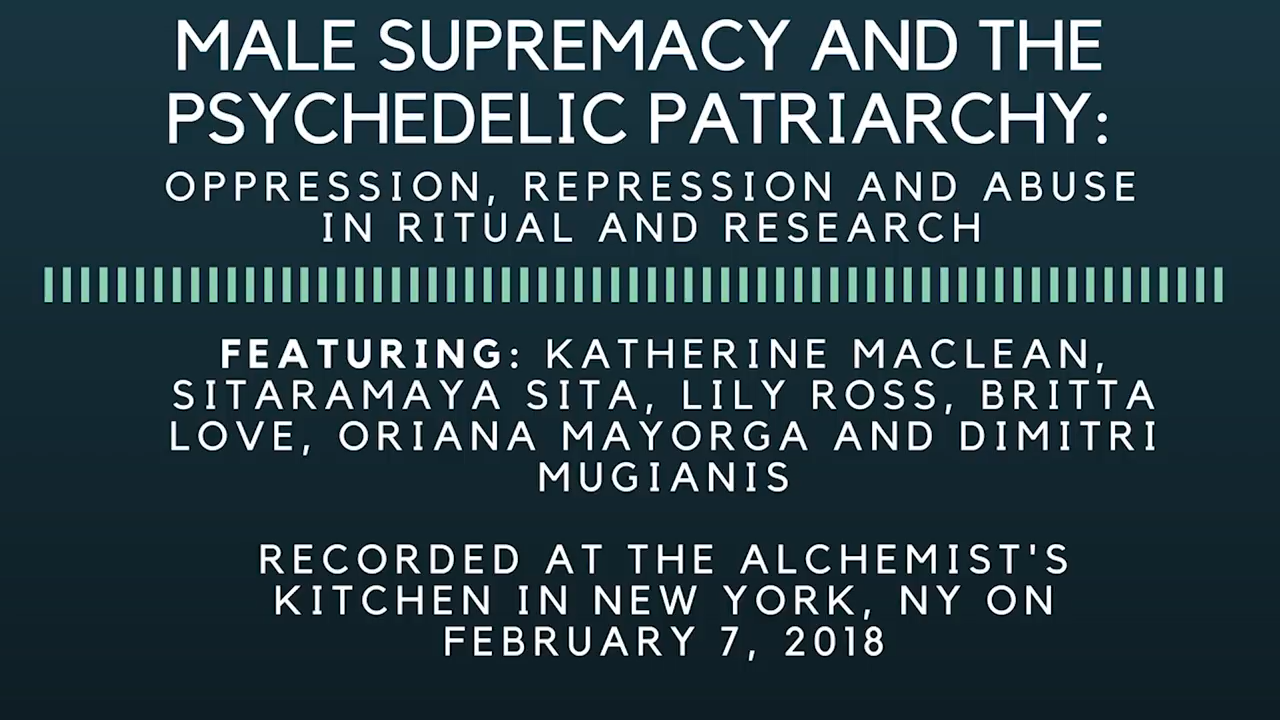 MALE SUPREMACY AND THE
PSYCHEDELIC PATRIARCHY:
OPPRESSION, REPRESSION AND ABUSE
IN RITUAL AND RESEARCH
FEATURING: KATHERINE MACLEAN,
SITARAMAYA SITA, LILY ROSS, BRITTA
LOVE, ORIANA MAYORGA AND DIMITRI
MUGIANIS
RECORDED AT THE ALCHEMIST'S
KITCHEN IN NEW YORK, NY ON
FEBRUARY 7, 2018